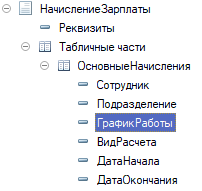 НачислениеЗарплаты
Реквизиты
Табличные части
ОсновныеНачисления
Сотрудник
Подразделение
ГрафикРаботы
ВидРасчета
ДатаНачала
ДатаОкончания